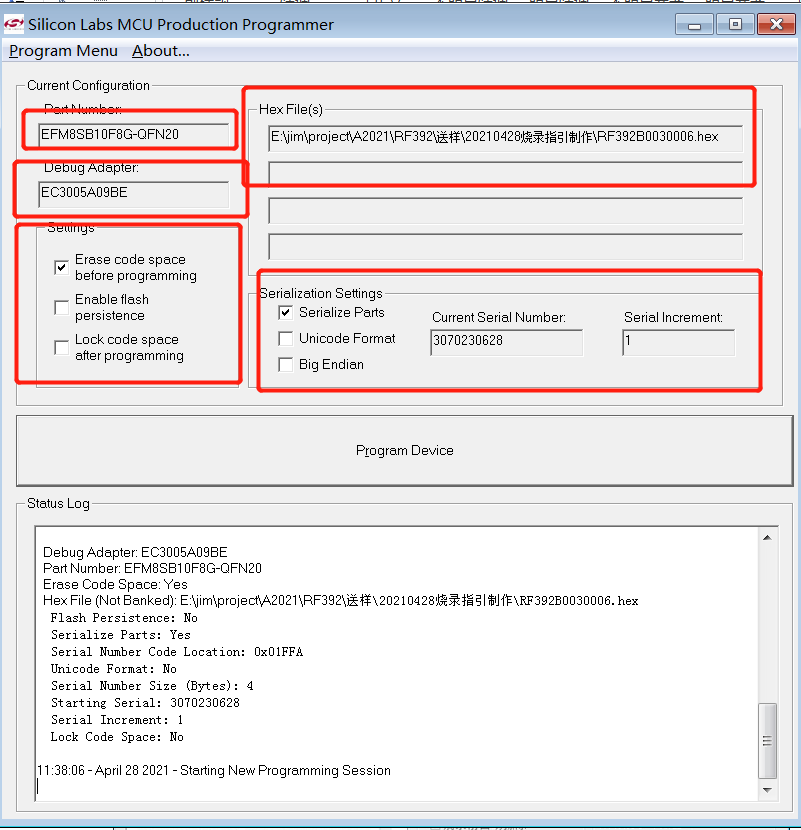 Silicon Labs MCU Production Programmer
Program Menu About...
Current Configuration
Part Number:
EFM8SB10F8G-QFN20
Debug Adapter:
EC3005A09BE
Settings
Erase code space
before programming
Enable flash
persistence
Lock code space
after programming
Hex File(s)
E:\jim\project\A2021\RF392\送样\20210428烧录指引制作\RF392B0030006.hex
Serialization Settings
Serialize Parts
Unicode Format
Big Endian
Current Serial Number:
3070230628
Serial Increment:
1
Program Device
Status Log
Debug Adapter: EC3005A09BE
Part Number: EFM8SB10F8G-QFN20
Erase Code Space: Yes
Hex File (Not Banked): E:\jim\project\A2021\RF392\送样\20210428烧录指引制作\RF392B0030006.hex
Flash Persistence: No
Serialize Parts: Yes
Serial Number Code Location: 0x01FFA
Unicode Format: No
Serial Number Size (Bytes): 4
Starting Serial: 3070230628
Serial Increment: 1
Lock Code Space: No
11:38:06 - April 28 2021 - Starting New Programming Session